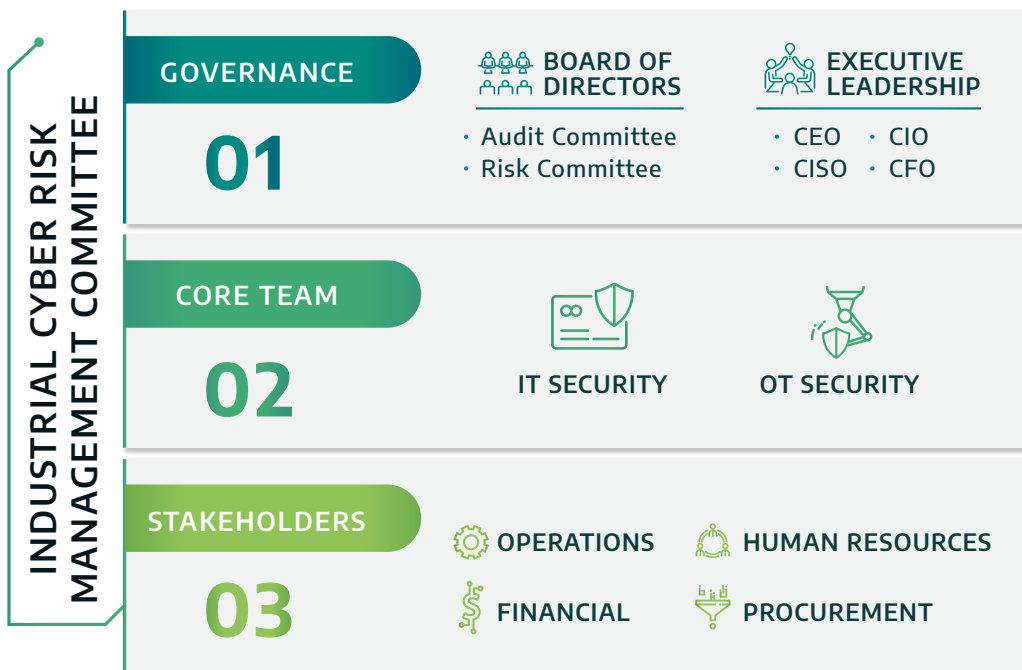 INDUSTRIAL CYBER RISK
MANAGEMENT COMMITTEE
GOVERNANCE
01
BOARD OF
DIRECTORS
· Audit Committee
· Risk Committee
EXECUTIVE
LEADERSHIP
· CEO · CIO
· CISO · CFO
CORE TEAM
02
IT SECURITY
OT SECURITY
STAKEHOLDERS
03
OPERATIONS
HUMAN RESOURCES
FINANCIAL
PROCUREMENT